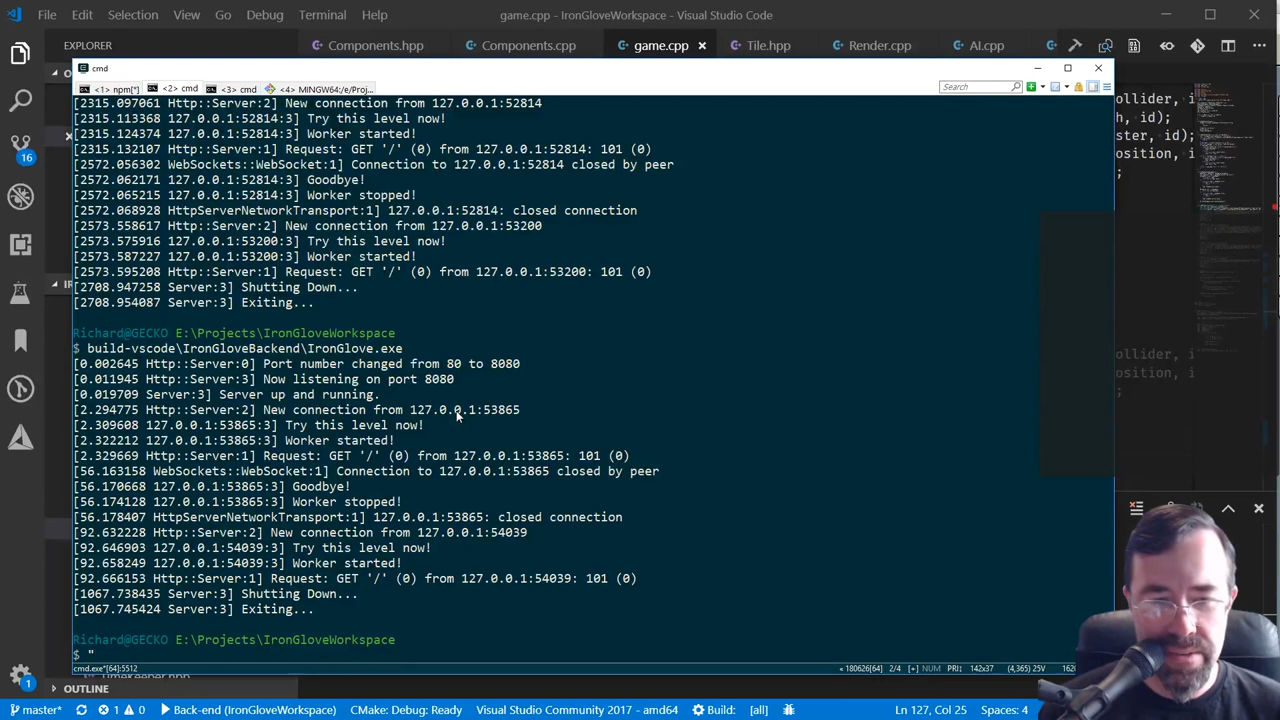 File Edit Selection View Go Debug Terminal Help
game.cpp - IronGloveWorkspace - Visual Studio Code
EXPLORER
Components.hpp
Components.cpp
game.cpp
Tile.hpp
Render.cpp
AI.cpp
cmd
<1> npm[*]
<2> cmd
<3> cmd
<4> MINGW64:/e/Proj...
Search
[2315.097061 Http::Server:2] New connection from 127.0.0.1:52814
[2315.113368 127.0.0.1:52814:3] Try this level now!
[2315.124374 127.0.0.1:52814:3] Worker started!
[2315.132107 Http::Server:1] Request: GET '/' (0) from 127.0.0.1:52814: 101 (0)
[2572.056302 WebSockets::WebSocket:1] Connection to 127.0.0.1:52814 closed by peer
[2572.062171 127.0.0.1:52814:3] Goodbye!
[2572.065215 127.0.0.1:52814:3] Worker stopped!
[2572.068928 HttpServerNetworkTransport:1] 127.0.0.1:52814: closed connection
[2573.558617 Http::Server:2] New connection from 127.0.0.1:53200
[2573.575916 127.0.0.1:53200:3] Try this level now!
[2573.587227 127.0.0.1:53200:3] Worker started!
[2573.595208 Http::Server:1] Request: GET '/' (0) from 127.0.0.1:53200: 101 (0)
[2708.947258 Server:3] Shutting Down...
[2708.954087 Server:3] Exiting...
Richard@GECKO E:\Projects\IronGloveWorkspace
$ build-vscode\IronGloveBackend\IronGlove.exe
[0.002645 Http::Server:0] Port number changed from 80 to 8080
[0.011945 Http::Server:3] Now listening on port 8080
[0.019709 Server:3] Server up and running.
[2.294775 Http::Server:2] New connection from 127.0.0.1:53865
[2.309608 127.0.0.1:53865:3] Try this level now!
[2.322212 127.0.0.1:53865:3] Worker started!
[2.329669 Http::Server:1] Request: GET '/' (0) from 127.0.0.1:53865: 101 (0)
[56.163158 WebSockets::WebSocket:1] Connection to 127.0.0.1:53865 closed by peer
[56.170668 127.0.0.1:53865:3] Goodbye!
[56.174128 127.0.0.1:53865:3] Worker stopped!
[56.178407 HttpServerNetworkTransport:1] 127.0.0.1:53865: closed connection
[92.632228 Http::Server:2] New connection from 127.0.0.1:54039
[92.646903 127.0.0.1:54039:3] Try this level now!
[92.658249 127.0.0.1:54039:3] Worker started!
[92.666153 Http::Server:1] Request: GET '/' (0) from 127.0.0.1:54039: 101 (0)
[1067.738435 Server:3] Shutting Down...
[1067.745424 Server:3] Exiting...
Richard@GECKO E:\Projects\IronGloveWorkspace
$ "
cmd.exe*[64]:5512
« 180626[64] 2/4 [+] NUM PRI: 142x37 (4,365) 25V
ollider, i
h, id);
ster, id);
osition, i
;
ollider, i
h, id);
osition, i
;
16
OUTLINE
1
master* 1 0 Back-end (IronGloveWorkspace) CMake: Debug: Ready Visual Studio Community 2017 - amd64 Build: [all] Ln 127, Col 25 Spaces: 4